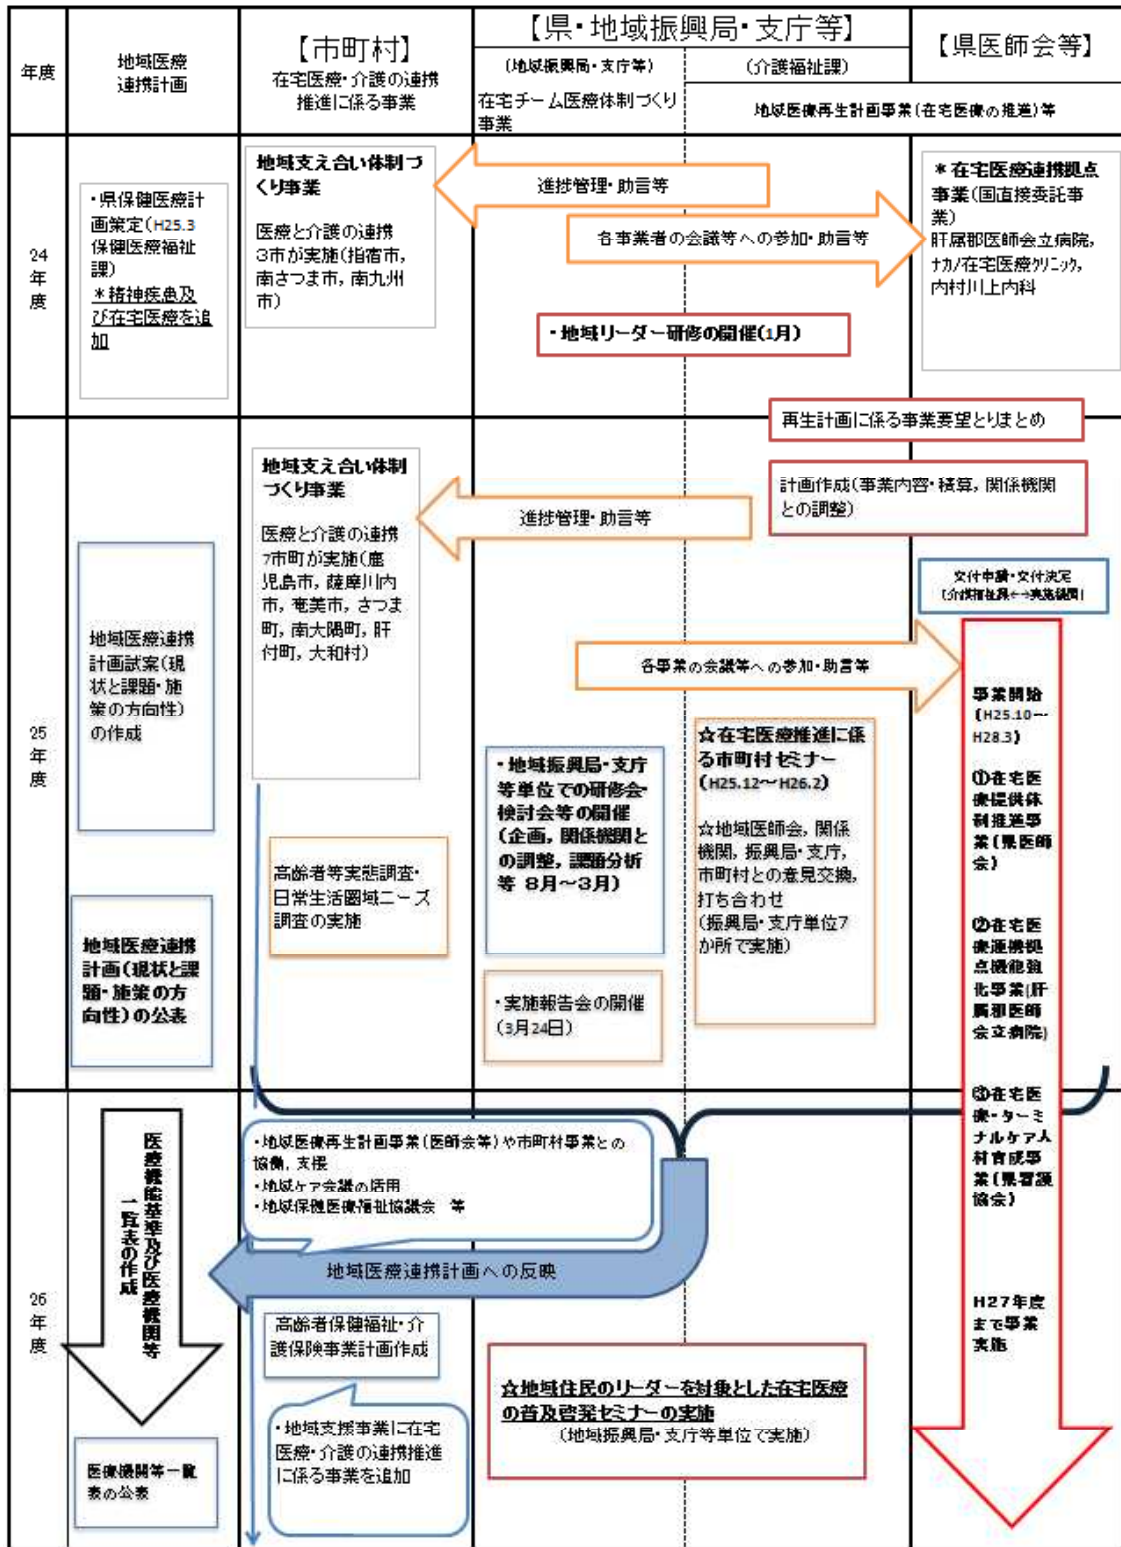 年度
地域医療
連携計画
【市町村】
在宅医療・介護の連携
推進に係る事業
【県・地域振興局・支庁等】
(地域振興局・支庁等)
在宅チーム医療体制づくり
事業
(介護福祉課)
【県医師会等】
地域医療再生計画事業(在宅医療の推進)等
24
年
度
・県保健医療計
画策定(H25.3
保健医療福祉
課)
＊精神疾患及
び在宅医療を追
加
地域支え合い体制づ
くり事業
医療と介護の連携
3市が実施(指宿市,
南さつま市, 南九州
市)
進捗管理・助言等
各事業者の会議等への参加・助言等
・地域リーダー研修の開催(1月)
＊在宅医療連携拠点
事業(国直接委託事
業)
肝属郡医師会立病院,
ナカノ在宅医療クリニック,
内村川上内科
25
年
度
再生計画に係る事業要望とりまとめ
計画作成(事業内容・積算, 関係機関
との調整)
地域支え合い体制
づくり事業
医療と介護の連携
7市町が実施(鹿
児島市, 薩摩川内
市, 奄美市, さつま
町, 南大隅町, 肝
付町, 大和村)
進捗管理・助言等
交付申請・交付決定
(介護福祉課←→実施機関)
地域医療連携
計画試案(現
状と課題・施
策の方向性)
の作成
各事業の会議等への参加・助言等
事業開始
(H25.10～
H28.3)
①在宅医
療提供体
制推進事
業(県医師
会)
②在宅医
療連携拠
点機能強
化事業(肝
属郡医師
会立病院)
③在宅医
療・ターミ
ナルケア人
材育成事
業(県看護
協会)
H27年度
まで事業
実施
・地域振興局・支庁
等単位での研修会・
検討会等の開催
(企画, 関係機関と
の調整, 課題分析
等 8月～3月)
☆在宅医療推進に係
る市町村セミナー
(H25.12～H26.2)
☆地域医師会, 関係
機関, 振興局・支庁,
市町村との意見交換,
打ち合わせ
(振興局・支庁単位7
か所で実施)
高齢者等実態調査・
日常生活圏域ニーズ
調査の実施
地域医療連携
計画(現状と課
題・施策の方
向性)の公表
・実施報告会の開催
(3月24日)
26
年
度
医療機能基準及び医療機関等
一覧表の作成
・地域医療再生計画事業(医師会等)や市町村事業との
協働, 支援
・地域ケア会議の活用
・地域保健医療福祉協議会　等
地域医療連携計画への反映
高齢者保健福祉・介
護保険事業計画作成
・地域支援事業に在宅
医療・介護の連携推進
に係る事業を追加
☆地域住民のリーダーを対象とした在宅医療
の普及啓発セミナーの実施
(地域振興局・支庁等単位で実施)
医療機関等一覧
表の公表